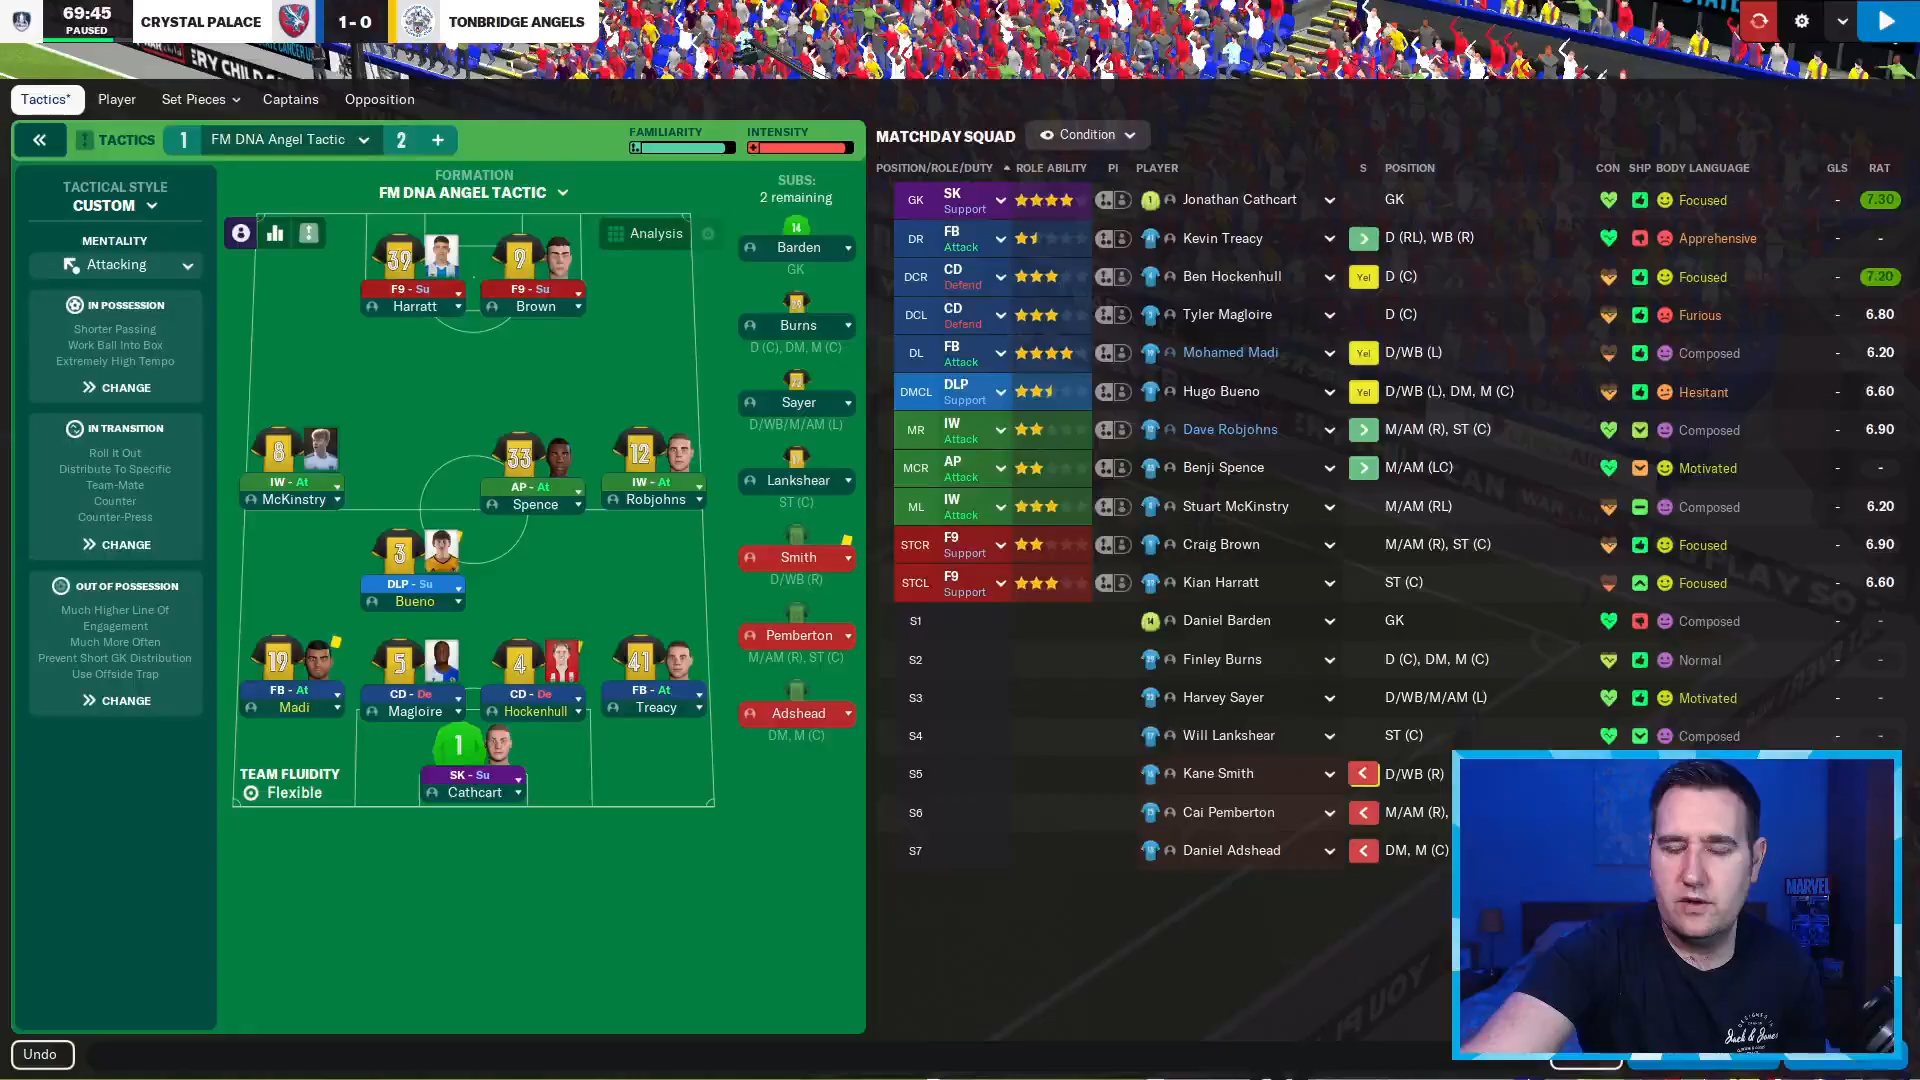 69:45
PAUSED
CRYSTAL PALACE
1 - 0
TONBRIDGE ANGELS
Tactics*
Player
Set Pieces
Captains
Opposition
TACTICS
1
FM DNA Angel Tactic
2
+
FAMILIARITY
INTENSITY
TACTICAL STYLE
CUSTOM
MENTALITY
Attacking
IN POSSESSION
Shorter Passing
Work Ball Into Box
Extremely High Tempo
CHANGE
IN TRANSITION
Roll It Out
Distribute To Specific
Team-Mate
Counter
Counter-Press
CHANGE
OUT OF POSSESSION
Much Higher Line Of
Engagement
Much More Often
Prevent Short GK Distribution
Use Offside Trap
CHANGE
FORMATION
FM DNA ANGEL TACTIC
Analysis
39
F9 - Su
Harratt
9
F9 - Su
Brown
8
IW - At
McKinstry
33
AP - At
Spence
12
IW - At
Robjohns
3
DLP - Su
Bueno
19
FB - At
Madi
5
CD - De
Magloire
4
CD - De
Hockenhull
41
FB - At
Treacy
1
SK - Su
Cathcart
TEAM FLUIDITY
Flexible
SUBS:
2 remaining
14
Barden
GK
Burns
D (C), DM, M (C)
Sayer
D/WB/M/AM (L)
Lankshear
ST (C)
Smith
D/WB (R)
Pemberton
M/AM (R), ST (C)
Adshead
DM, M (C)
MATCHDAY SQUAD
Condition
POSITION/ROLE/DUTY ROLE ABILITY PI PLAYER S POSITION CON SHP BODY LANGUAGE GLS RAT
GK SK Support Jonathan Cathcart GK Focused - 7.30
DR FB Attack Kevin Treacy D (RL), WB (R) Apprehensive - -
DCR CD Defend Ben Hockenhull Yel D (C) Focused - 7.20
DCL CD Defend Tyler Magloire D (C) Furious - 6.80
DL FB Attack Mohamed Madi Yel D/WB (L) Composed - 6.20
DMCL DLP Support Hugo Bueno Yel D/WB (L), DM, M (C) Hesitant - 6.60
MR IW Attack Dave Robjohns M/AM (R), ST (C) Composed - 6.90
MCR AP Attack Benji Spence M/AM (LC) Motivated - -
ML IW Attack Stuart McKinstry M/AM (RL) Composed - 6.20
STCR F9 Support Craig Brown M/AM (R), ST (C) Focused - 6.90
STCL F9 Support Kian Harratt ST (C) Focused - 6.60
S1 Daniel Barden GK Composed - -
S2 Finley Burns D (C), DM, M (C) Normal - -
S3 Harvey Sayer D/WB/M/AM (L) Motivated - -
S4 Will Lankshear ST (C) Composed - -
S5 Kane Smith D/WB (R)
S6 Cai Pemberton M/AM (R),
S7 Daniel Adshead DM, M (C)
MARVEL
Jack & Jones
Undo